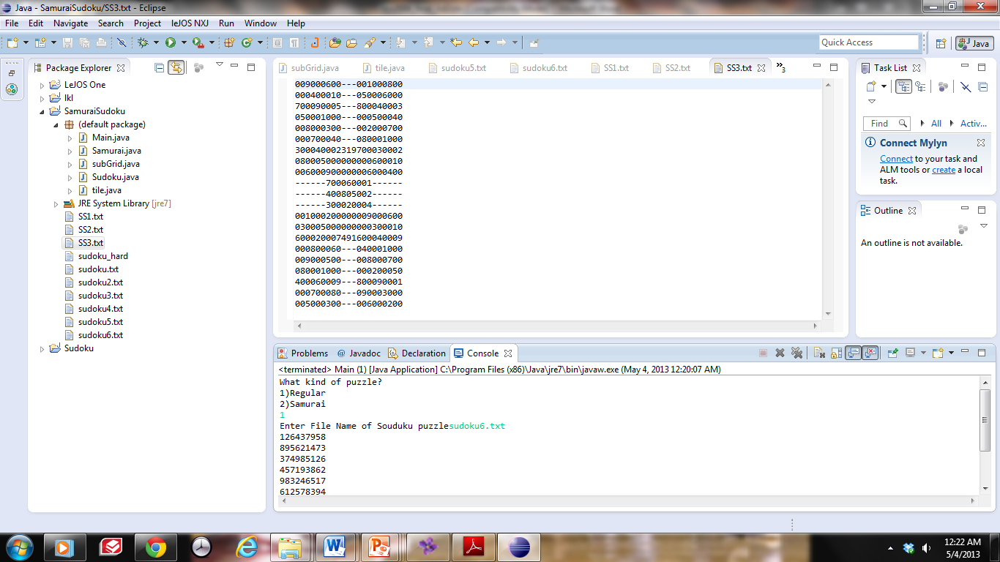 Java - SamuraiSudoku/SS3.txt - Eclipse
File Edit Navigate Search Project leJOS NXJ Run Window Help
Quick Access
Java
Package Explorer
LeJOS One
lkl
SamuraiSudoku
(default package)
Main.java
Samurai.java
subGrid.java
Sudoku.java
tile.java
JRE System Library [jre7]
SS1.txt
SS2.txt
SS3.txt
sudoku_hard
sudoku.txt
sudoku2.txt
sudoku3.txt
sudoku4.txt
sudoku5.txt
sudoku6.txt
Sudoku
subGrid.java tile.java sudoku5.txt sudoku6.txt SS1.txt SS2.txt SS3.txt »3
009000600---001000800
000400010---050006000
700090005---800040003
050001000---000500040
008000300---002000700
000700040---080001000
300040002319700030002
080005000000000600010
006000900000006000400
------700060001------
------400805002------
------300020004------
001000200000009000600
030005000000000300010
600020007491600040009
000800060---040001000
009000500---008000700
080001000---000200050
400060009---800090001
000700080---090003000
005000300---006000200
Task List
Find All Activ...
Connect Mylyn
Connect to your task and
ALM tools or create a local
task.
Outline
An outline is not available.
Problems @ Javadoc Declaration Console
<terminated> Main (1) [Java Application] C:\Program Files (x86)\Java\jre7\bin\javaw.exe (May 4, 2013 12:20:07 AM)
What kind of puzzle?
1)Regular
2)Samurai
1
Enter File Name of Souduku puzzlesudoku6.txt
126437958
895621473
374985126
457193862
983246517
612578394
12:22 AM
5/4/2013